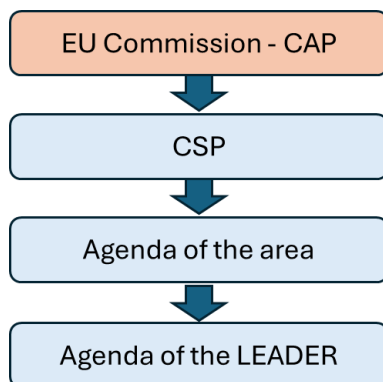 EU Commission - CAP
CSP
Agenda of the area
Agenda of the LEADER